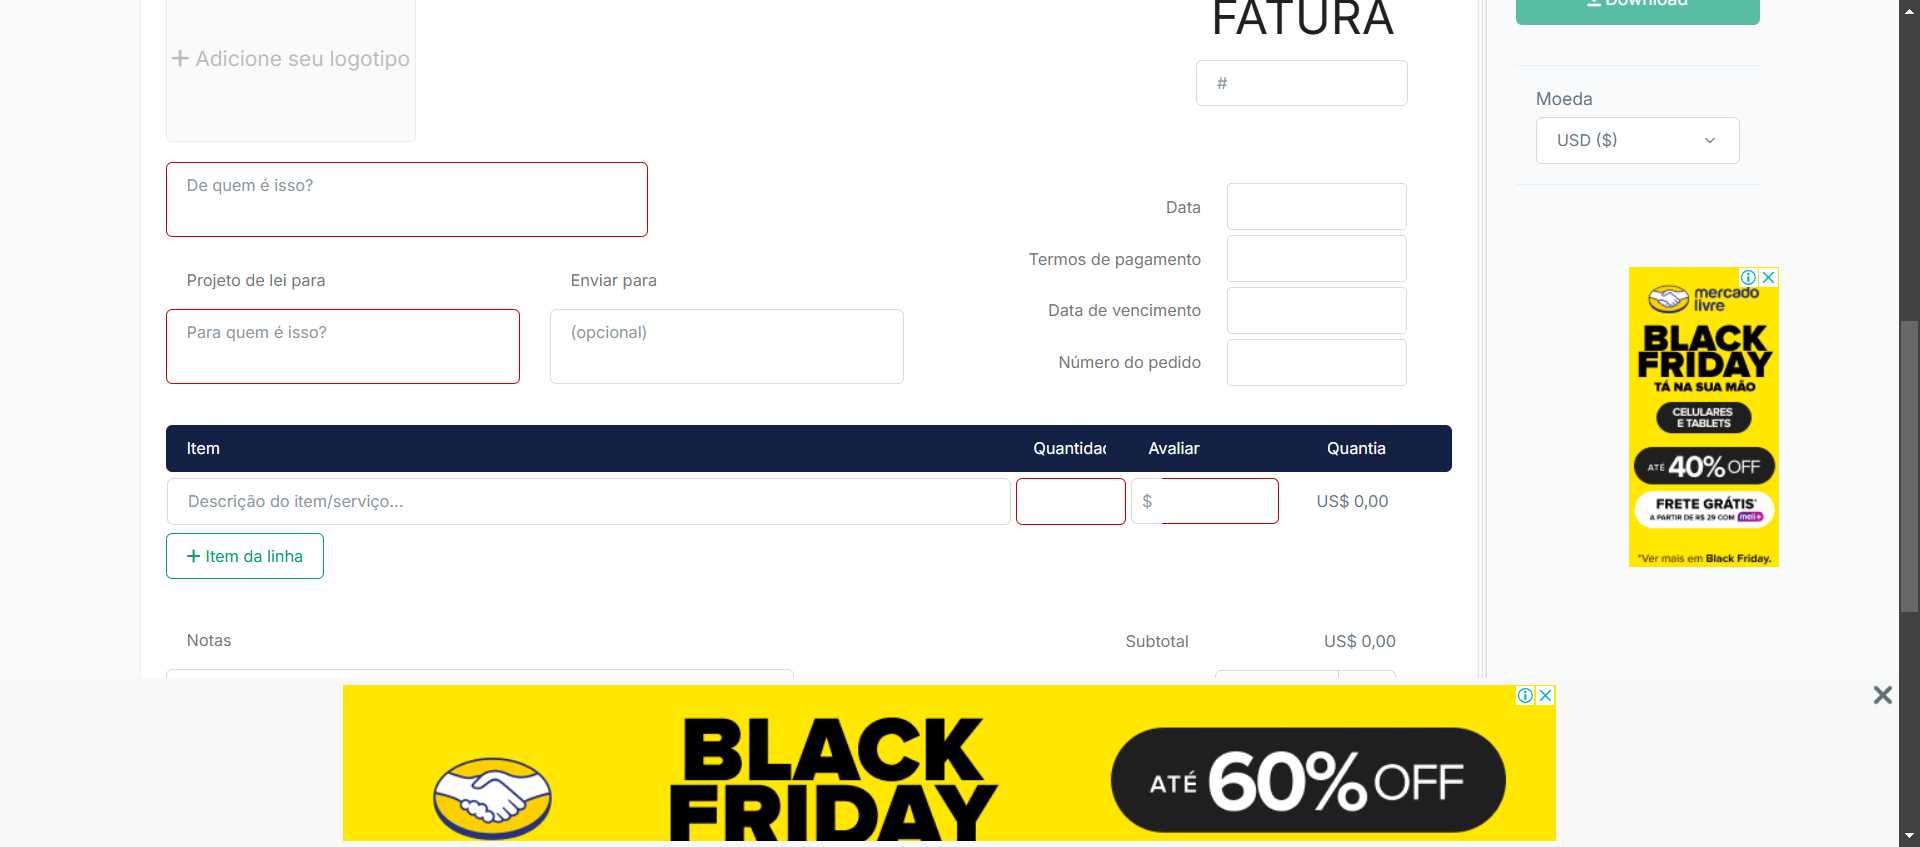 FATURA
Download
+ Adicione seu logotipo
#
Moeda
USD ($)
De quem é isso?
Data
Termos de pagamento
Projeto de lei para
Enviar para
Data de vencimento
Para quem é isso?
(opcional)
Número do pedido
mercado
livre
BLACK
FRIDAY
TÁ NA SUA MÃO
CELULARES
E TABLETS
ATÉ 40% OFF
FRETE GRÁTIS*
A PARTIR DE R$ 29 COM meli+
*Ver mais em Black Friday.
Item
Quantidad
Avaliar
Quantia
Descrição do item/serviço...
$
US$ 0,00
+ Item da linha
Notas
Subtotal
US$ 0,00
BLACK
FRIDAY
ATÉ 60% OFF